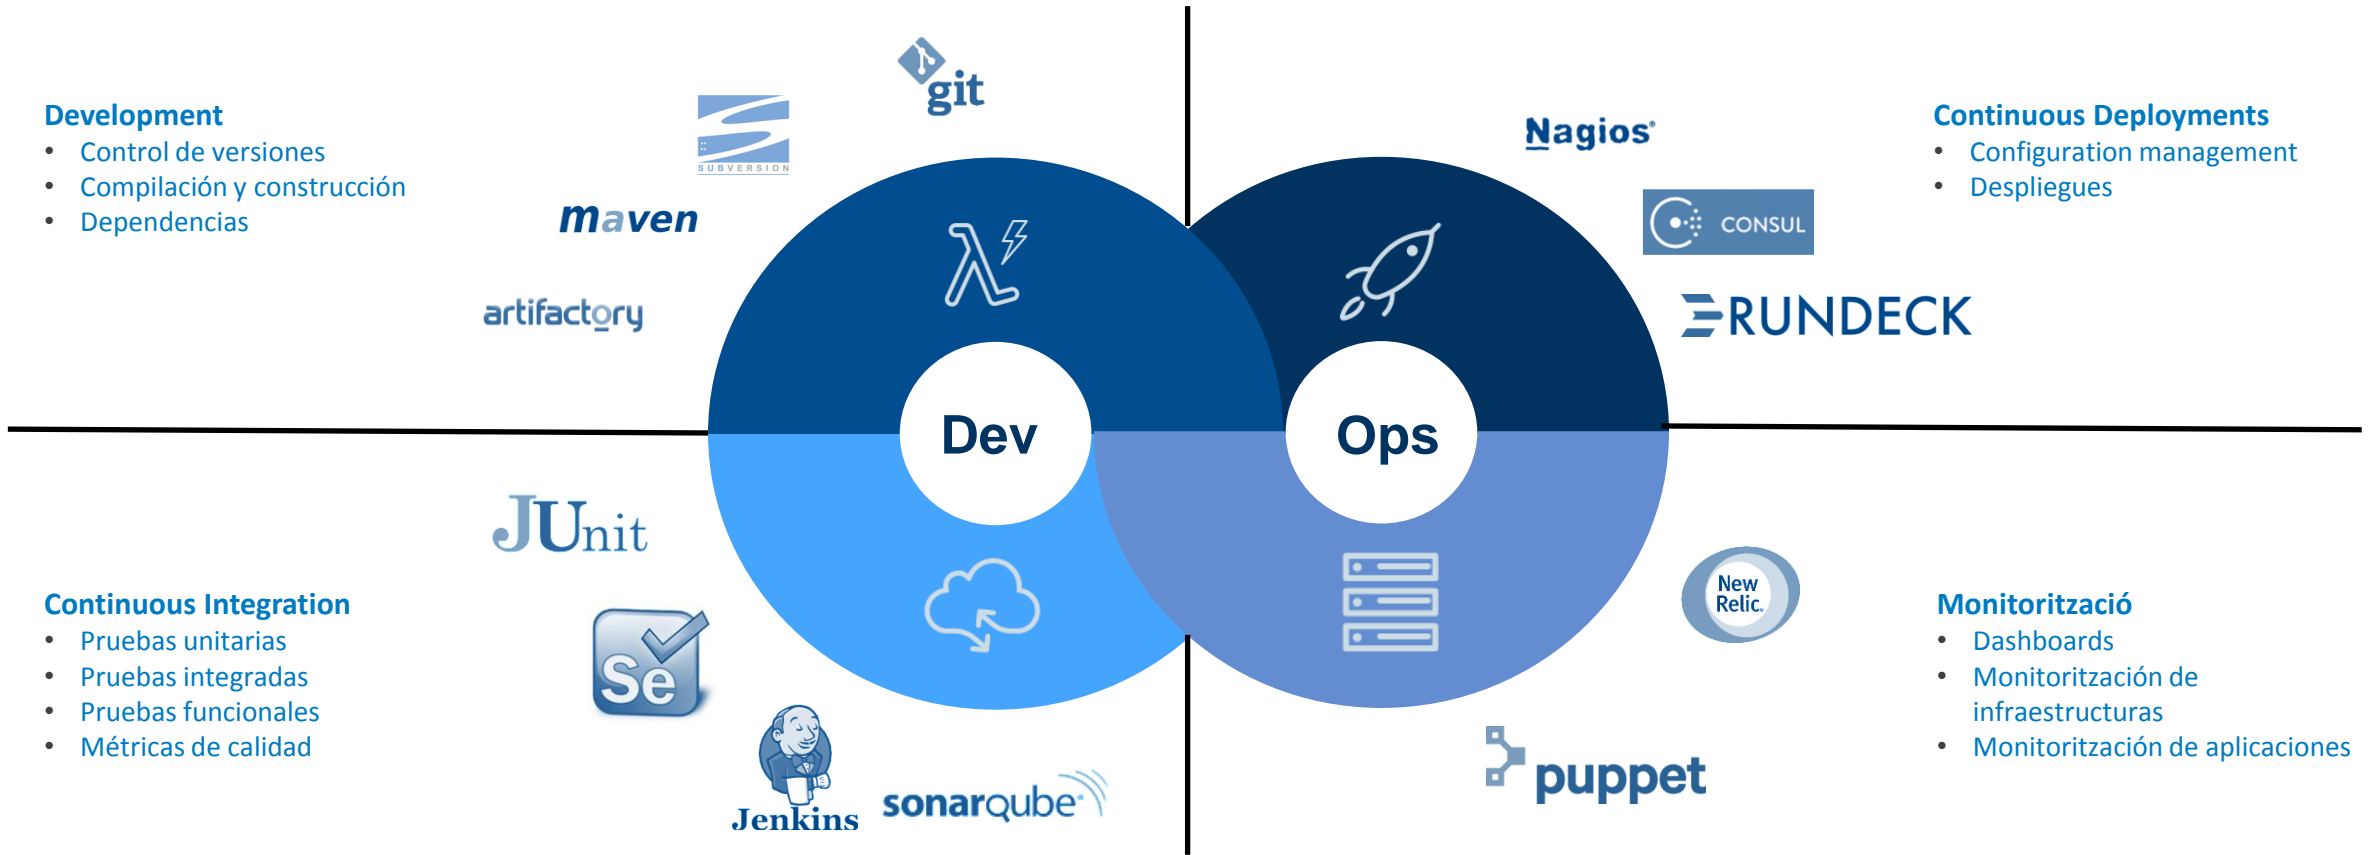 Development
• Control de versiones
• Compilación y construcción
• Dependencias
git
SUBVERSION
maven
artifactory
Nagios®
CONSUL
RUNDECK
Continuous Deployments
• Configuration management
• Despliegues
Dev
Ops
Continuous Integration
• Pruebas unitarias
• Pruebas integradas
• Pruebas funcionales
• Métricas de calidad
JUnit
Se
Jenkins
sonarqube
New
Relic.
puppet
Monitorització
• Dashboards
• Monitoritzación de
infraestructuras
• Monitoritzación de aplicaciones